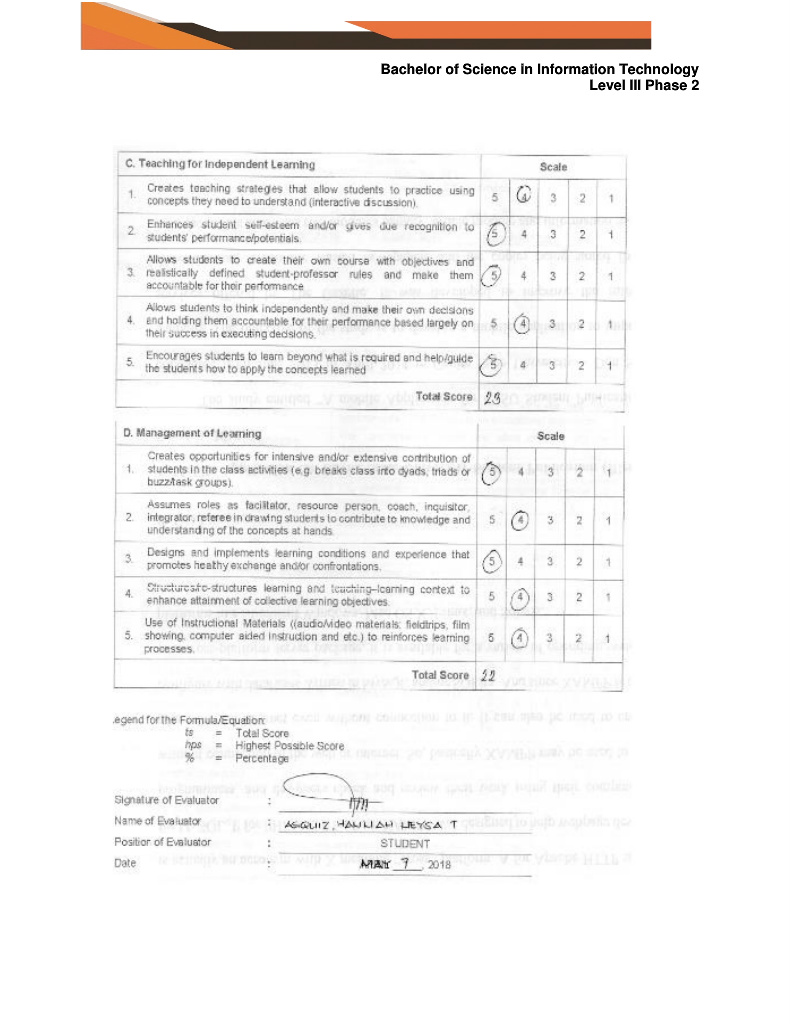 Bachelor of Science in Information Technology
Level III Phase 2
C. Teaching for Independent Learning Scale
1. Creates teaching strategies that allow students to practice using
concepts they need to understand (interactive discussion). 5 4 3 2 1
2. Enhances student self-esteem and/or gives due recognition to
students' performance/potentials. 5 4 3 2 1
Allows students to create their own course with objectives and
3. realistically defined student-professor rules and make them 5 4 3 2 1
accountable for their performance
Allows students to think independently and make their own decisions
4. and holding them accountable for their performance based largely on 5 4 3 2 1
their success in executing decisions.
5. Encourages students to learn beyond what is required and help/guide
the students how to apply the concepts learned 5 4 3 2 1
Total Score 23
D. Management of Learning Scale
Creates opportunities for intensive and/or extensive contribution of
1. students in the class activities (e.g. breaks class into dyads, triads or 5 4 3 2 1
buzz/task groups).
Assumes roles as facilitator, resource person, coach, inquisitor,
2. integrator, referee in drawing students to contribute to knowledge and 5 4 3 2 1
understanding of the concepts at hands.
3. Designs and implements learning conditions and experience that
promotes healthy exchange and/or confrontations. 5 4 3 2 1
4. Structures/re-structures learning and teaching-learning context to
enhance attainment of collective learning objectives. 5 4 3 2 1
Use of Instructional Materials ((audio/video materials: fieldtrips, film
5. showing, computer aided instruction and etc.) to reinforces learning 5 4 3 2 1
processes.
Total Score 22
egend for the Formula/Equation:
ts = Total Score
hps = Highest Possible Score
% = Percentage
Signature of Evaluator :
Name of Evaluator : ASQUIZ, HANNAH NEYSA T
Position of Evaluator : STUDENT
Date : MAY 7, 2018